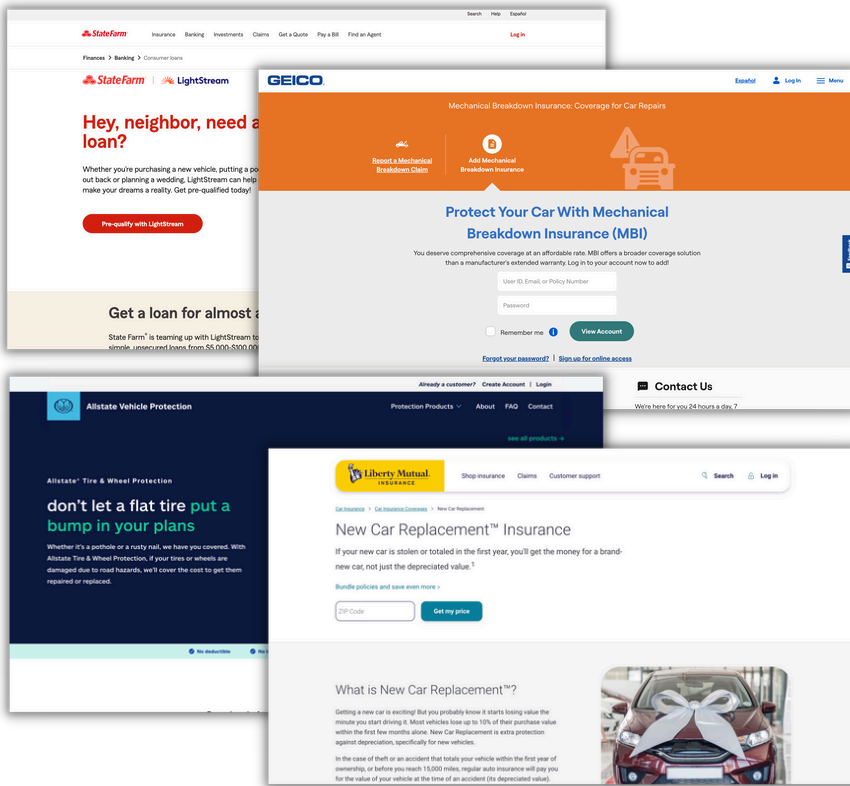 Search Help Español
StateFarm
Insurance Banking Investments Claims Get a Quote Pay a Bill Find an Agent
Log in
Finances > Banking > Consumer loans
StateFarm | LightStream
Hey, neighbor, need a
loan?
Whether you're purchasing a new vehicle, putting a
out back or planning a wedding, LightStream can help
make your dreams a reality. Get pre-qualified today!
Pre-qualify with LightStream
Get a loan for almost
State Farm® is teaming up with LightStream to
simple, unsecured loans from $5,000-$100,000
GEICO
Español Log In Menu
Mechanical Breakdown Insurance: Coverage for Car Repairs
Report a Mechanical
Breakdown Claim
Add Mechanical
Breakdown Insurance
Protect Your Car With Mechanical
Breakdown Insurance (MBI)
You deserve comprehensive coverage at an affordable rate. MBI offers a broader coverage solution
than a manufacturer's extended warranty. Log in to your account now to add!
User ID, Email, or Policy Number
Password
Remember me i View Account
Forgot your password? | Sign up for online access
Contact Us
We're here for you 24 hours a day, 7
Already a customer? Create Account | Login
Allstate Vehicle Protection
Protection Products About FAQ Contact
see all products →
Allstate® Tire & Wheel Protection
don't let a flat tire put a
bump in your plans
Whether it's a pothole or a rusty nail, we have you covered. With
Allstate Tire & Wheel Protection, if your tires or wheels are
damaged due to road hazards, we'll cover the cost to get them
repaired or replaced.
No deductible
Liberty Mutual.
INSURANCE
Shop insurance Claims Customer support
Search Log in
Car Insurance > Car Insurance Coverages > New Car Replacement
New Car Replacement™ Insurance
If your new car is stolen or totaled in the first year, you'll get the money for a brand-
new car, not just the depreciated value.1
Bundle policies and save even more >
ZIP Code Get my price
What is New Car Replacement™?
Getting a new car is exciting! But you probably know it starts losing value the
minute you start driving it. Most vehicles lose up to 10% of their purchase value
within the first few months alone. New Car Replacement is extra protection
against depreciation, specifically for new vehicles.
In the case of theft or an accident that totals your vehicle within the first year of
ownership, or before you reach 15,000 miles, regular auto insurance will pay you
for the value of your vehicle at the time of an accident (its depreciated value).